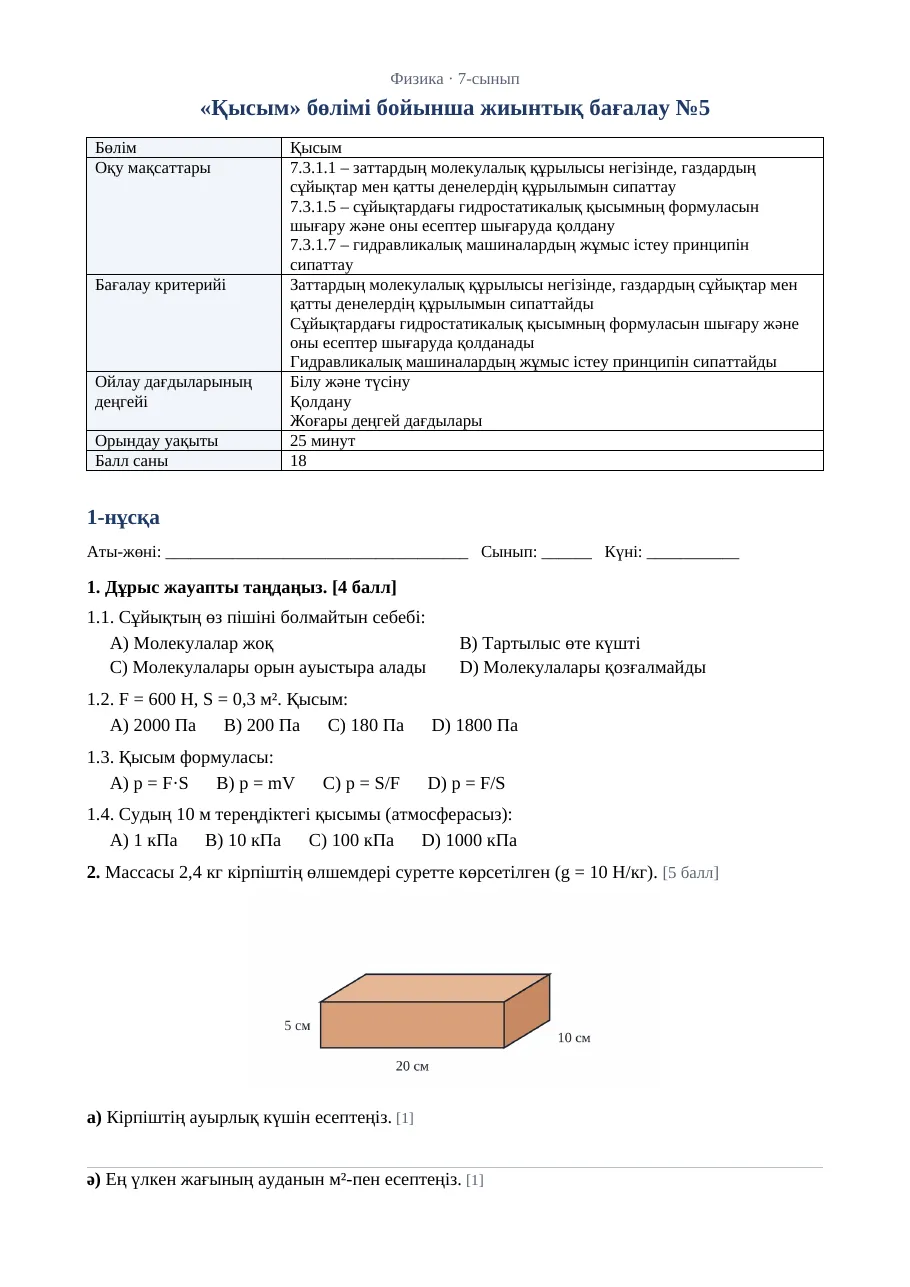 Физика · 7-сынып
«Қысым» бөлімі бойынша жиынтық бағалау №5
Бөлім
Қысым
Оқу мақсаттары
7.3.1.1 – заттардың молекулалық құрылысы негізінде, газдардың
сұйықтар мен қатты денелердің құрылымын сипаттау
7.3.1.5 – сұйықтардағы гидростатикалық қысымның формуласын
шығару және оны есептер шығаруда қолдану
7.3.1.7 – гидравликалық машиналардың жұмыс істеу принципін
сипаттау
Бағалау критерийі
Заттардың молекулалық құрылысы негізінде, газдардың сұйықтар мен
қатты денелердің құрылымын сипаттайды
Сұйықтардағы гидростатикалық қысымның формуласын шығару және
оны есептер шығаруда қолданады
Гидравликалық машиналардың жұмыс істеу принципін сипаттайды
Ойлау дағдыларының
деңгейі
Білу және түсіну
Қолдану
Жоғары деңгей дағдылары
Орындау уақыты
25 минут
Балл саны
18
1-нұсқа
Аты-жөні: ____________________________________ Сынып: ______ Күні: ___________
1. Дұрыс жауапты таңдаңыз. [4 балл]
1.1. Сұйықтың өз пішіні болмайтын себебі:
A) Молекулалар жоқ B) Тартылыс өте күшті
C) Молекулалары орын ауыстыра алады D) Молекулалары қозғалмайды
1.2. F = 600 Н, S = 0,3 м². Қысым:
A) 2000 Па B) 200 Па C) 180 Па D) 1800 Па
1.3. Қысым формуласы:
A) p = F·S B) p = mV C) p = S/F D) p = F/S
1.4. Судың 10 м тереңдіктегі қысымы (атмосферасыз):
A) 1 кПа B) 10 кПа C) 100 кПа D) 1000 кПа
2. Массасы 2,4 кг кірпіштің өлшемдері суретте көрсетілген (g = 10 Н/кг). [5 балл]
5 см
10 см
20 см
а) Кірпіштің ауырлық күшін есептеңіз. [1]
ә) Ең үлкен жағының ауданын м²-пен есептеңіз. [1]